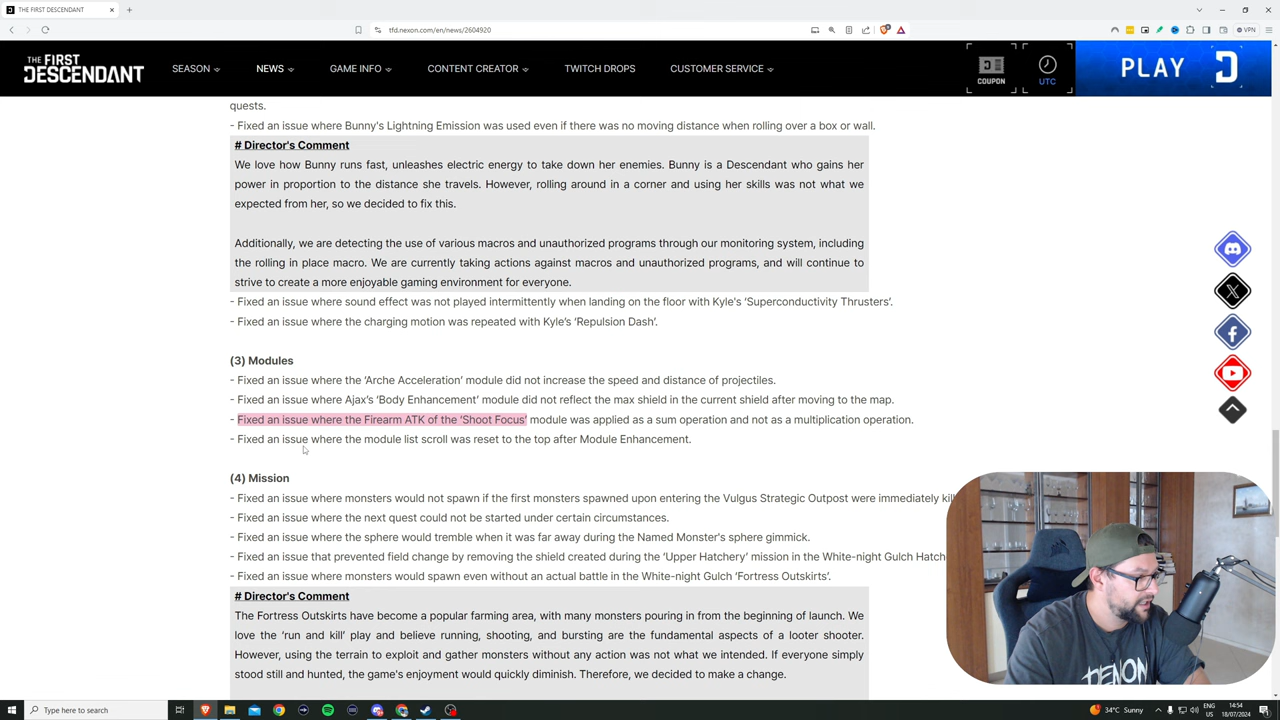 THE FIRST DESCENDANT
tfd.nexon.com/en/news/2604920
VPN
THE FIRST
DESCENDANT
SEASON
NEWS
GAME INFO
CONTENT CREATOR
TWITCH DROPS
CUSTOMER SERVICE
COUPON
UTC
PLAY
quests.
- Fixed an issue where Bunny's Lightning Emission was used even if there was no moving distance when rolling over a box or wall.
# Director's Comment
We love how Bunny runs fast, unleashes electric energy to take down her enemies. Bunny is a Descendant who gains her
power in proportion to the distance she travels. However, rolling around in a corner and using her skills was not what we
expected from her, so we decided to fix this.
Additionally, we are detecting the use of various macros and unauthorized programs through our monitoring system, including
the rolling in place macro. We are currently taking actions against macros and unauthorized programs, and will continue to
strive to create a more enjoyable gaming environment for everyone.
- Fixed an issue where sound effect was not played intermittently when landing on the floor with Kyle's ‘Superconductivity Thrusters’.
- Fixed an issue where the charging motion was repeated with Kyle’s ‘Repulsion Dash’.
(3) Modules
- Fixed an issue where the ‘Arche Acceleration’ module did not increase the speed and distance of projectiles.
- Fixed an issue where Ajax’s ‘Body Enhancement’ module did not reflect the max shield in the current shield after moving to the map.
- Fixed an issue where the Firearm ATK of the ‘Shoot Focus’ module was applied as a sum operation and not as a multiplication operation.
- Fixed an issue where the module list scroll was reset to the top after Module Enhancement.
(4) Mission
- Fixed an issue where monsters would not spawn if the first monsters spawned upon entering the Vulgus Strategic Outpost were immediately kil
- Fixed an issue where the next quest could not be started under certain circumstances.
- Fixed an issue where the sphere would tremble when it was far away during the Named Monster's sphere gimmick.
- Fixed an issue that prevented field change by removing the shield created during the ‘Upper Hatchery’ mission in the White-night Gulch Hatch
- Fixed an issue where monsters would spawn even without an actual battle in the White-night Gulch ‘Fortress Outskirts’.
# Director's Comment
The Fortress Outskirts have become a popular farming area, with many monsters pouring in from the beginning of launch. We
love the ‘run and kill’ play and believe running, shooting, and bursting are the fundamental aspects of a looter shooter.
However, using the terrain to exploit and gather monsters without any action was not what we intended. If everyone simply
stood still and hunted, the game's enjoyment would quickly diminish. Therefore, we decided to make a change.
DENON
Type here to search
34°C Sunny
ENG
US
14:54
18/07/2024